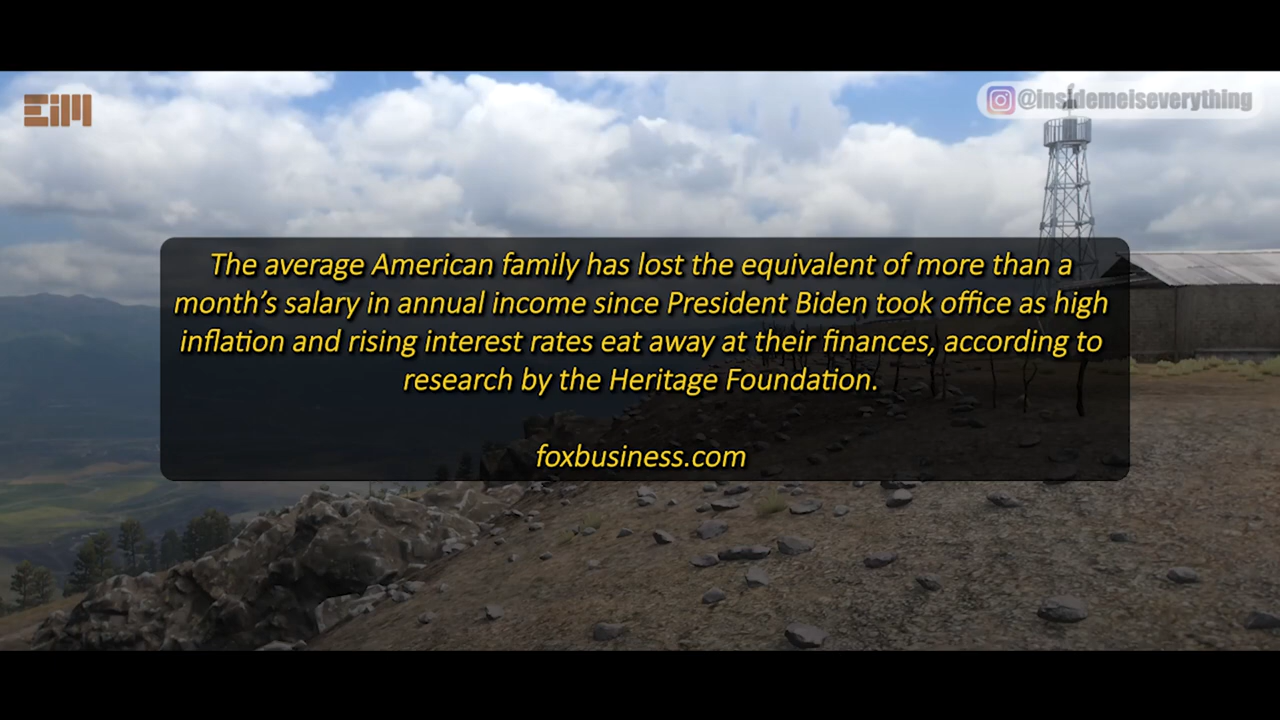 EIM
@insidemeiseverything
The average American family has lost the equivalent of more than a
month's salary in annual income since President Biden took office as high
inflation and rising interest rates eat away at their finances, according to
research by the Heritage Foundation.
foxbusiness.com